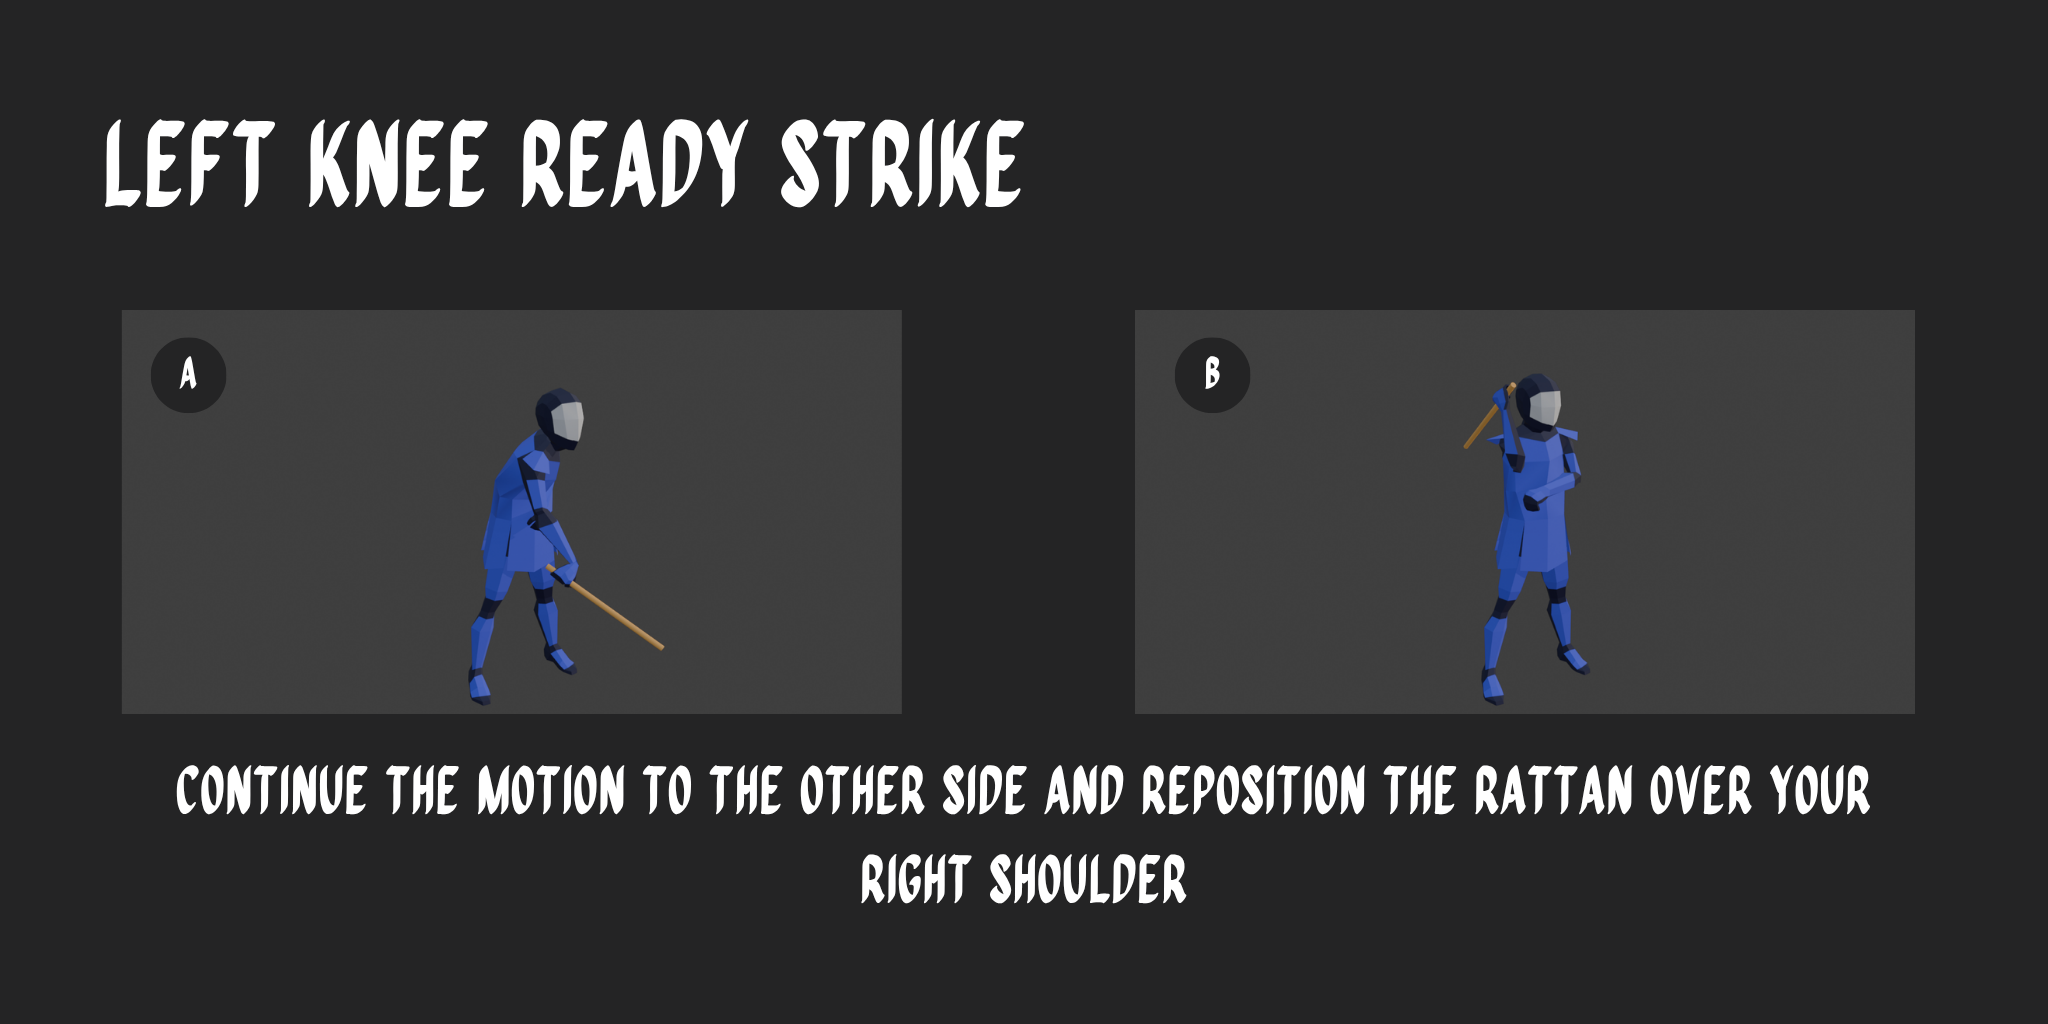 LEFT KNEE READY STRIKE
A
B
CONTINUE THE MOTION TO THE OTHER SIDE AND REPOSITION THE RATTAN OVER YOUR
RIGHT SHOULDER